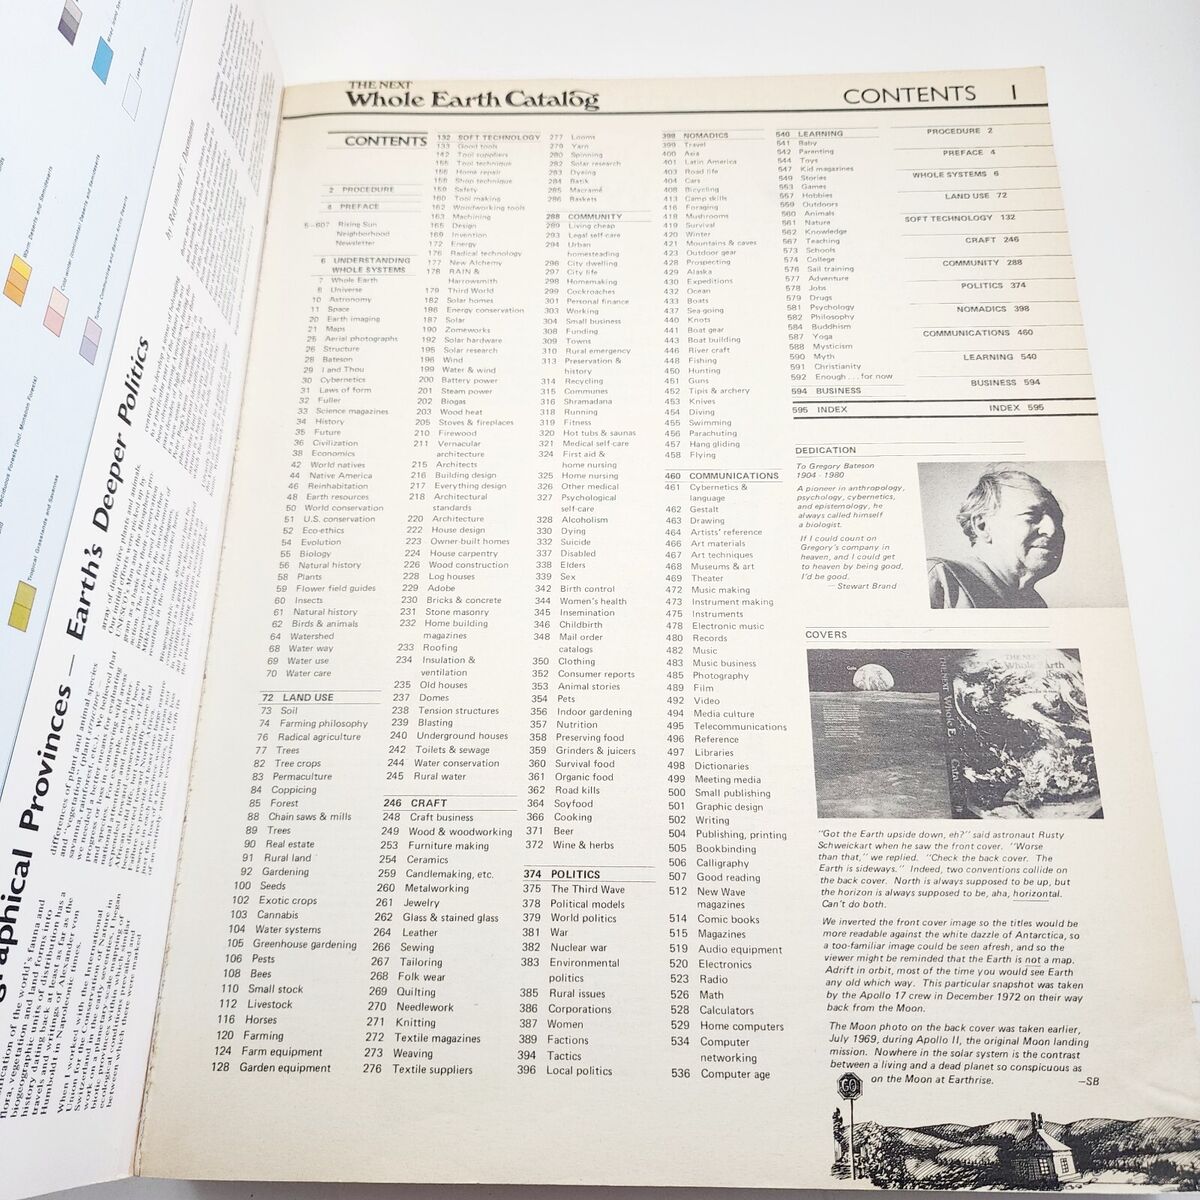 THE NEXT
Whole Earth Catalog
CONTENTS 1
CONTENTS
2 PROCEDURE
4 PREFACE
5-607 Rising Sun
Neighborhood
Newsletter
6 UNDERSTANDING
WHOLE SYSTEMS
7 Whole Earth
8 Universe
10 Astronomy
11 Space
20 Earth imaging
21 Maps
25 Aerial photographs
26 Structure
28 Bateson
29 I and Thou
30 Cybernetics
31 Laws of form
32 Fuller
33 Science magazines
34 History
35 Future
36 Civilization
38 Economics
42 World natives
44 Native America
46 Reinhabitation
48 Earth resources
50 World conservation
51 U.S. conservation
52 Eco-ethics
54 Evolution
55 Biology
56 Natural history
58 Plants
59 Flower field guides
60 Insects
61 Natural history
62 Birds & animals
64 Watershed
68 Water way
69 Water use
70 Water care
72 LAND USE
73 Soil
74 Farming philosophy
76 Radical agriculture
77 Trees
82 Tree crops
83 Permaculture
84 Coppicing
85 Forest
88 Chain saws & mills
89 Trees
90 Real estate
91 Rural land
92 Gardening
100 Seeds
102 Exotic crops
103 Cannabis
104 Water systems
105 Greenhouse gardening
106 Pests
108 Bees
110 Small stock
112 Livestock
116 Horses
120 Farming
124 Farm equipment
128 Garden equipment
132 SOFT TECHNOLOGY
133 Good tools
142 Tool suppliers
155 Tool technique
156 Home repair
158 Shop technique
159 Safety
160 Tool making
162 Woodworking tools
163 Machining
165 Design
169 Invention
172 Energy
176 Radical technology
177 New Alchemy
178 RAIN &
Harrowsmith
179 Third World
182 Solar homes
196 Energy conservation
187 Solar
190 Zomeworks
192 Solar hardware
195 Solar research
196 Wind
199 Water & wind
200 Battery power
201 Steam power
202 Biogas
203 Wood heat
205 Stoves & fireplaces
210 Firewood
211 Vernacular
architecture
215 Architects
216 Building design
217 Everything design
218 Architectural
standards
220 Architecture
222 House design
223 Owner-built homes
224 House carpentry
226 Wood construction
228 Log houses
229 Adobe
230 Bricks & concrete
231 Stone masonry
232 Home building
magazines
233 Roofing
234 Insulation &
ventilation
235 Old houses
237 Domes
238 Tension structures
239 Blasting
240 Underground houses
242 Toilets & sewage
244 Water conservation
245 Rural water
246 CRAFT
248 Craft business
249 Wood & woodworking
253 Furniture making
254 Ceramics
259 Candlemaking, etc.
260 Metalworking
261 Jewelry
262 Glass & stained glass
264 Leather
266 Sewing
267 Tailoring
268 Folk wear
269 Quilting
270 Needlework
271 Knitting
272 Textile magazines
273 Weaving
276 Textile suppliers
277 Looms
279 Yarn
280 Spinning
282 Solar research
283 Dyeing
284 Batik
285 Macramé
286 Baskets
288 COMMUNITY
289 Living cheap
293 Legal self-care
294 Urban
homesteading
296 City dwelling
297 City life
298 Homemaking
299 Cockroaches
301 Personal finance
303 Working
304 Small business
308 Funding
309 Towns
310 Rural emergency
313 Preservation &
history
314 Recycling
315 Communes
316 Shramadana
318 Running
319 Fitness
320 Hot tubs & saunas
321 Medical self-care
324 First aid &
home nursing
325 Home nursing
326 Other medical
327 Psychological
self-care
328 Alcoholism
330 Dying
332 Suicide
337 Disabled
338 Elders
339 Sex
342 Birth control
344 Women's health
345 Insemination
346 Childbirth
348 Mail order
catalogs
350 Clothing
352 Consumer reports
353 Animal stories
354 Pets
356 Indoor gardening
357 Nutrition
358 Preserving food
359 Grinders & juicers
360 Survival food
361 Organic food
362 Road kills
364 Soyfood
366 Cooking
371 Beer
372 Wine & herbs
374 POLITICS
375 The Third Wave
378 Political models
379 World politics
381 War
382 Nuclear war
383 Environmental
politics
385 Rural issues
386 Corporations
387 Women
389 Factions
394 Tactics
396 Local politics
398 NOMADICS
399 Travel
400 Asia
401 Latin America
403 Road life
404 Cars
408 Bicycling
413 Camp skills
416 Foraging
418 Mushrooms
419 Survival
420 Winter
421 Mountains & caves
423 Outdoor gear
428 Prospecting
429 Alaska
430 Expeditions
432 Ocean
433 Boats
437 Sea-going
440 Knots
441 Boat gear
443 Boat building
446 River craft
448 Fishing
450 Hunting
451 Guns
452 Tipis & archery
453 Knives
454 Diving
455 Swimming
456 Parachuting
457 Hang gliding
458 Flying
460 COMMUNICATIONS
461 Cybernetics &
language
462 Gestalt
463 Drawing
464 Artists' reference
466 Art materials
467 Art techniques
468 Museums & art
469 Theater
472 Music making
473 Instrument making
475 Instruments
478 Electronic music
480 Records
482 Music
483 Music business
485 Photography
489 Film
492 Video
494 Media culture
495 Telecommunications
496 Reference
497 Libraries
498 Dictionaries
499 Meeting media
500 Small publishing
501 Graphic design
502 Writing
504 Publishing, printing
505 Bookbinding
506 Calligraphy
507 Good reading
512 New Wave
magazines
514 Comic books
515 Magazines
519 Audio equipment
520 Electronics
523 Radio
526 Math
528 Calculators
529 Home computers
534 Computer
networking
536 Computer age
540 LEARNING
541 Baby
542 Parenting
544 Toys
547 Kid magazines
549 Stories
553 Games
557 Hobbies
559 Outdoors
560 Animals
561 Nature
562 Knowledge
567 Teaching
573 Schools
574 College
576 Sail training
577 Adventure
578 Jobs
579 Drugs
581 Psychology
582 Philosophy
584 Buddhism
587 Yoga
588 Mysticism
590 Myth
591 Christianity
592 Enough . . . for now
594 BUSINESS
595 INDEX
PROCEDURE 2
PREFACE 4
WHOLE SYSTEMS 6
LAND USE 72
SOFT TECHNOLOGY 132
CRAFT 246
COMMUNITY 288
POLITICS 374
NOMADICS 398
COMMUNICATIONS 460
LEARNING 540
BUSINESS 594
INDEX 595
DEDICATION
To Gregory Bateson
1904 - 1980
A pioneer in anthropology,
psychology, cybernetics,
and epistemology, he
always called himself
a biologist.
If I could count on
Gregory's company in
heaven, and I could get
to heaven by being good,
I'd be good.
— Stewart Brand
COVERS
"Got the Earth upside down, eh?" said astronaut Rusty
Schweickart when he saw the front cover. "Worse
than that," we replied. "Check the back cover. The
Earth is sideways." Indeed, two conventions collide on
the back cover. North is always supposed to be up, but
the horizon is always supposed to be, aha, horizontal.
Can't do both.
We inverted the front cover image so the titles would be
more readable against the white dazzle of Antarctica, so
a too-familiar image could be seen afresh, and so the
viewer might be reminded that the Earth is not a map.
Adrift in orbit, most of the time you would see Earth
any old which way. This particular snapshot was taken
by the Apollo 17 crew in December 1972 on their way
back from the Moon.
The Moon photo on the back cover was taken earlier,
July 1969, during Apollo II, the original Moon landing
mission. Nowhere in the solar system is the contrast
between a living and a dead planet so conspicuous as
on the Moon at Earthrise. —SB
GO
Provinces — Earth's Deeper Politics